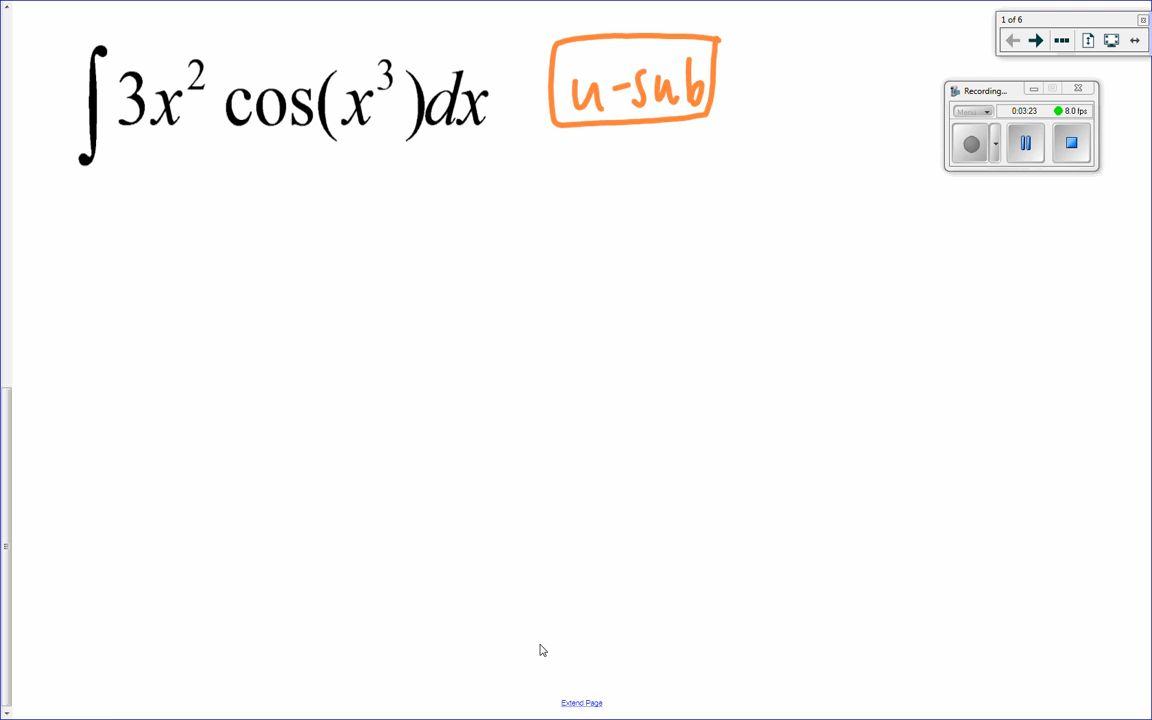 ∫ 3x² cos(x³)dx
u-sub
1 of 6
Recording...
Menu
0:03:23
8.0 fps
Extend Page